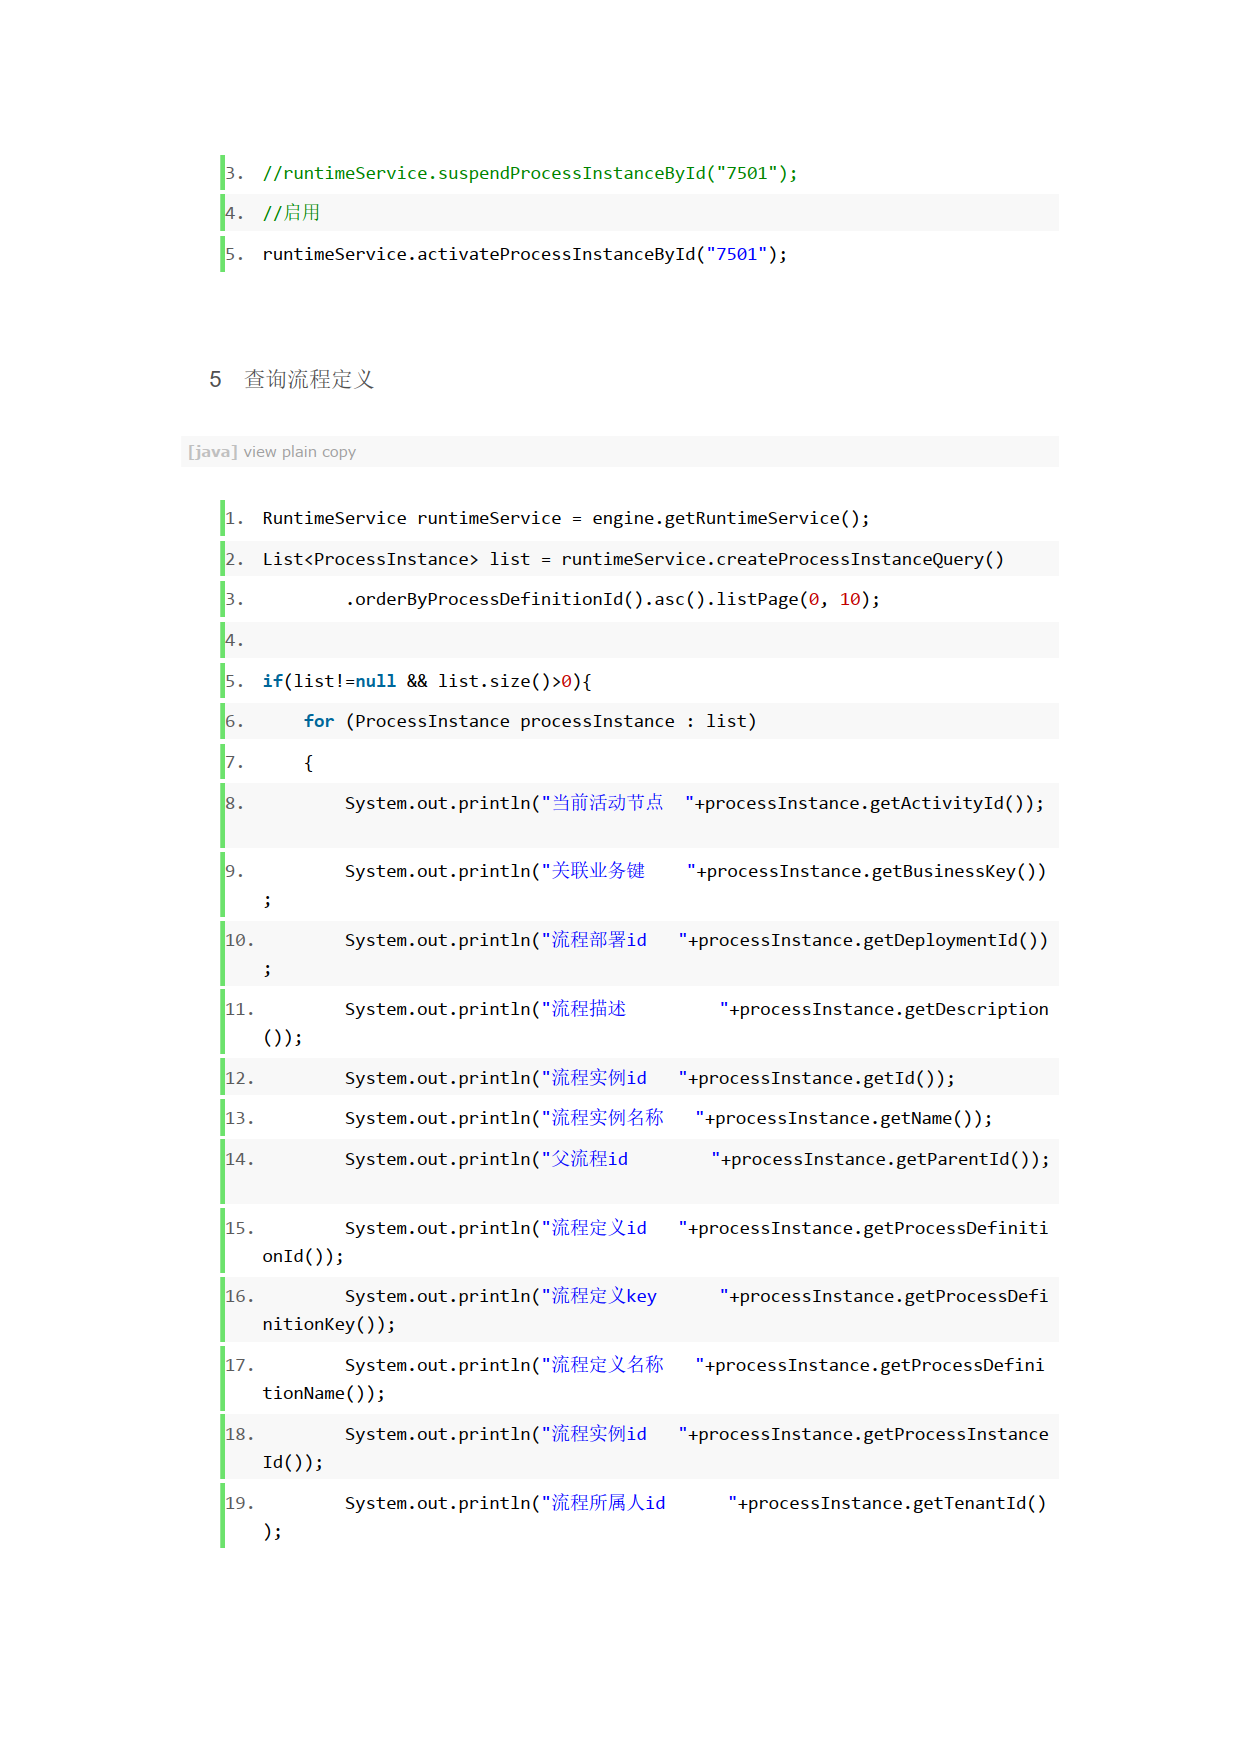 3. //runtimeService.suspendProcessInstanceById("7501");
4. //启用
5. runtimeService.activateProcessInstanceById("7501");
5 查询流程定义
[java] view plain copy
1. RuntimeService runtimeService = engine.getRuntimeService();
2. List<ProcessInstance> list = runtimeService.createProcessInstanceQuery()
3.         .orderByProcessDefinitionId().asc().listPage(0, 10);
4.
5. if(list!=null && list.size()>0){
6.     for (ProcessInstance processInstance : list)
7.     {
8.         System.out.println("当前活动节点  "+processInstance.getActivityId());
9.         System.out.println("关联业务键    "+processInstance.getBusinessKey())
;
10.         System.out.println("流程部署id   "+processInstance.getDeploymentId())
;
11.         System.out.println("流程描述         "+processInstance.getDescription
());
12.         System.out.println("流程实例id   "+processInstance.getId());
13.         System.out.println("流程实例名称   "+processInstance.getName());
14.         System.out.println("父流程id        "+processInstance.getParentId());
15.         System.out.println("流程定义id   "+processInstance.getProcessDefiniti
onId());
16.         System.out.println("流程定义key      "+processInstance.getProcessDefi
nitionKey());
17.         System.out.println("流程定义名称   "+processInstance.getProcessDefini
tionName());
18.         System.out.println("流程实例id   "+processInstance.getProcessInstance
Id());
19.         System.out.println("流程所属人id      "+processInstance.getTenantId()
);